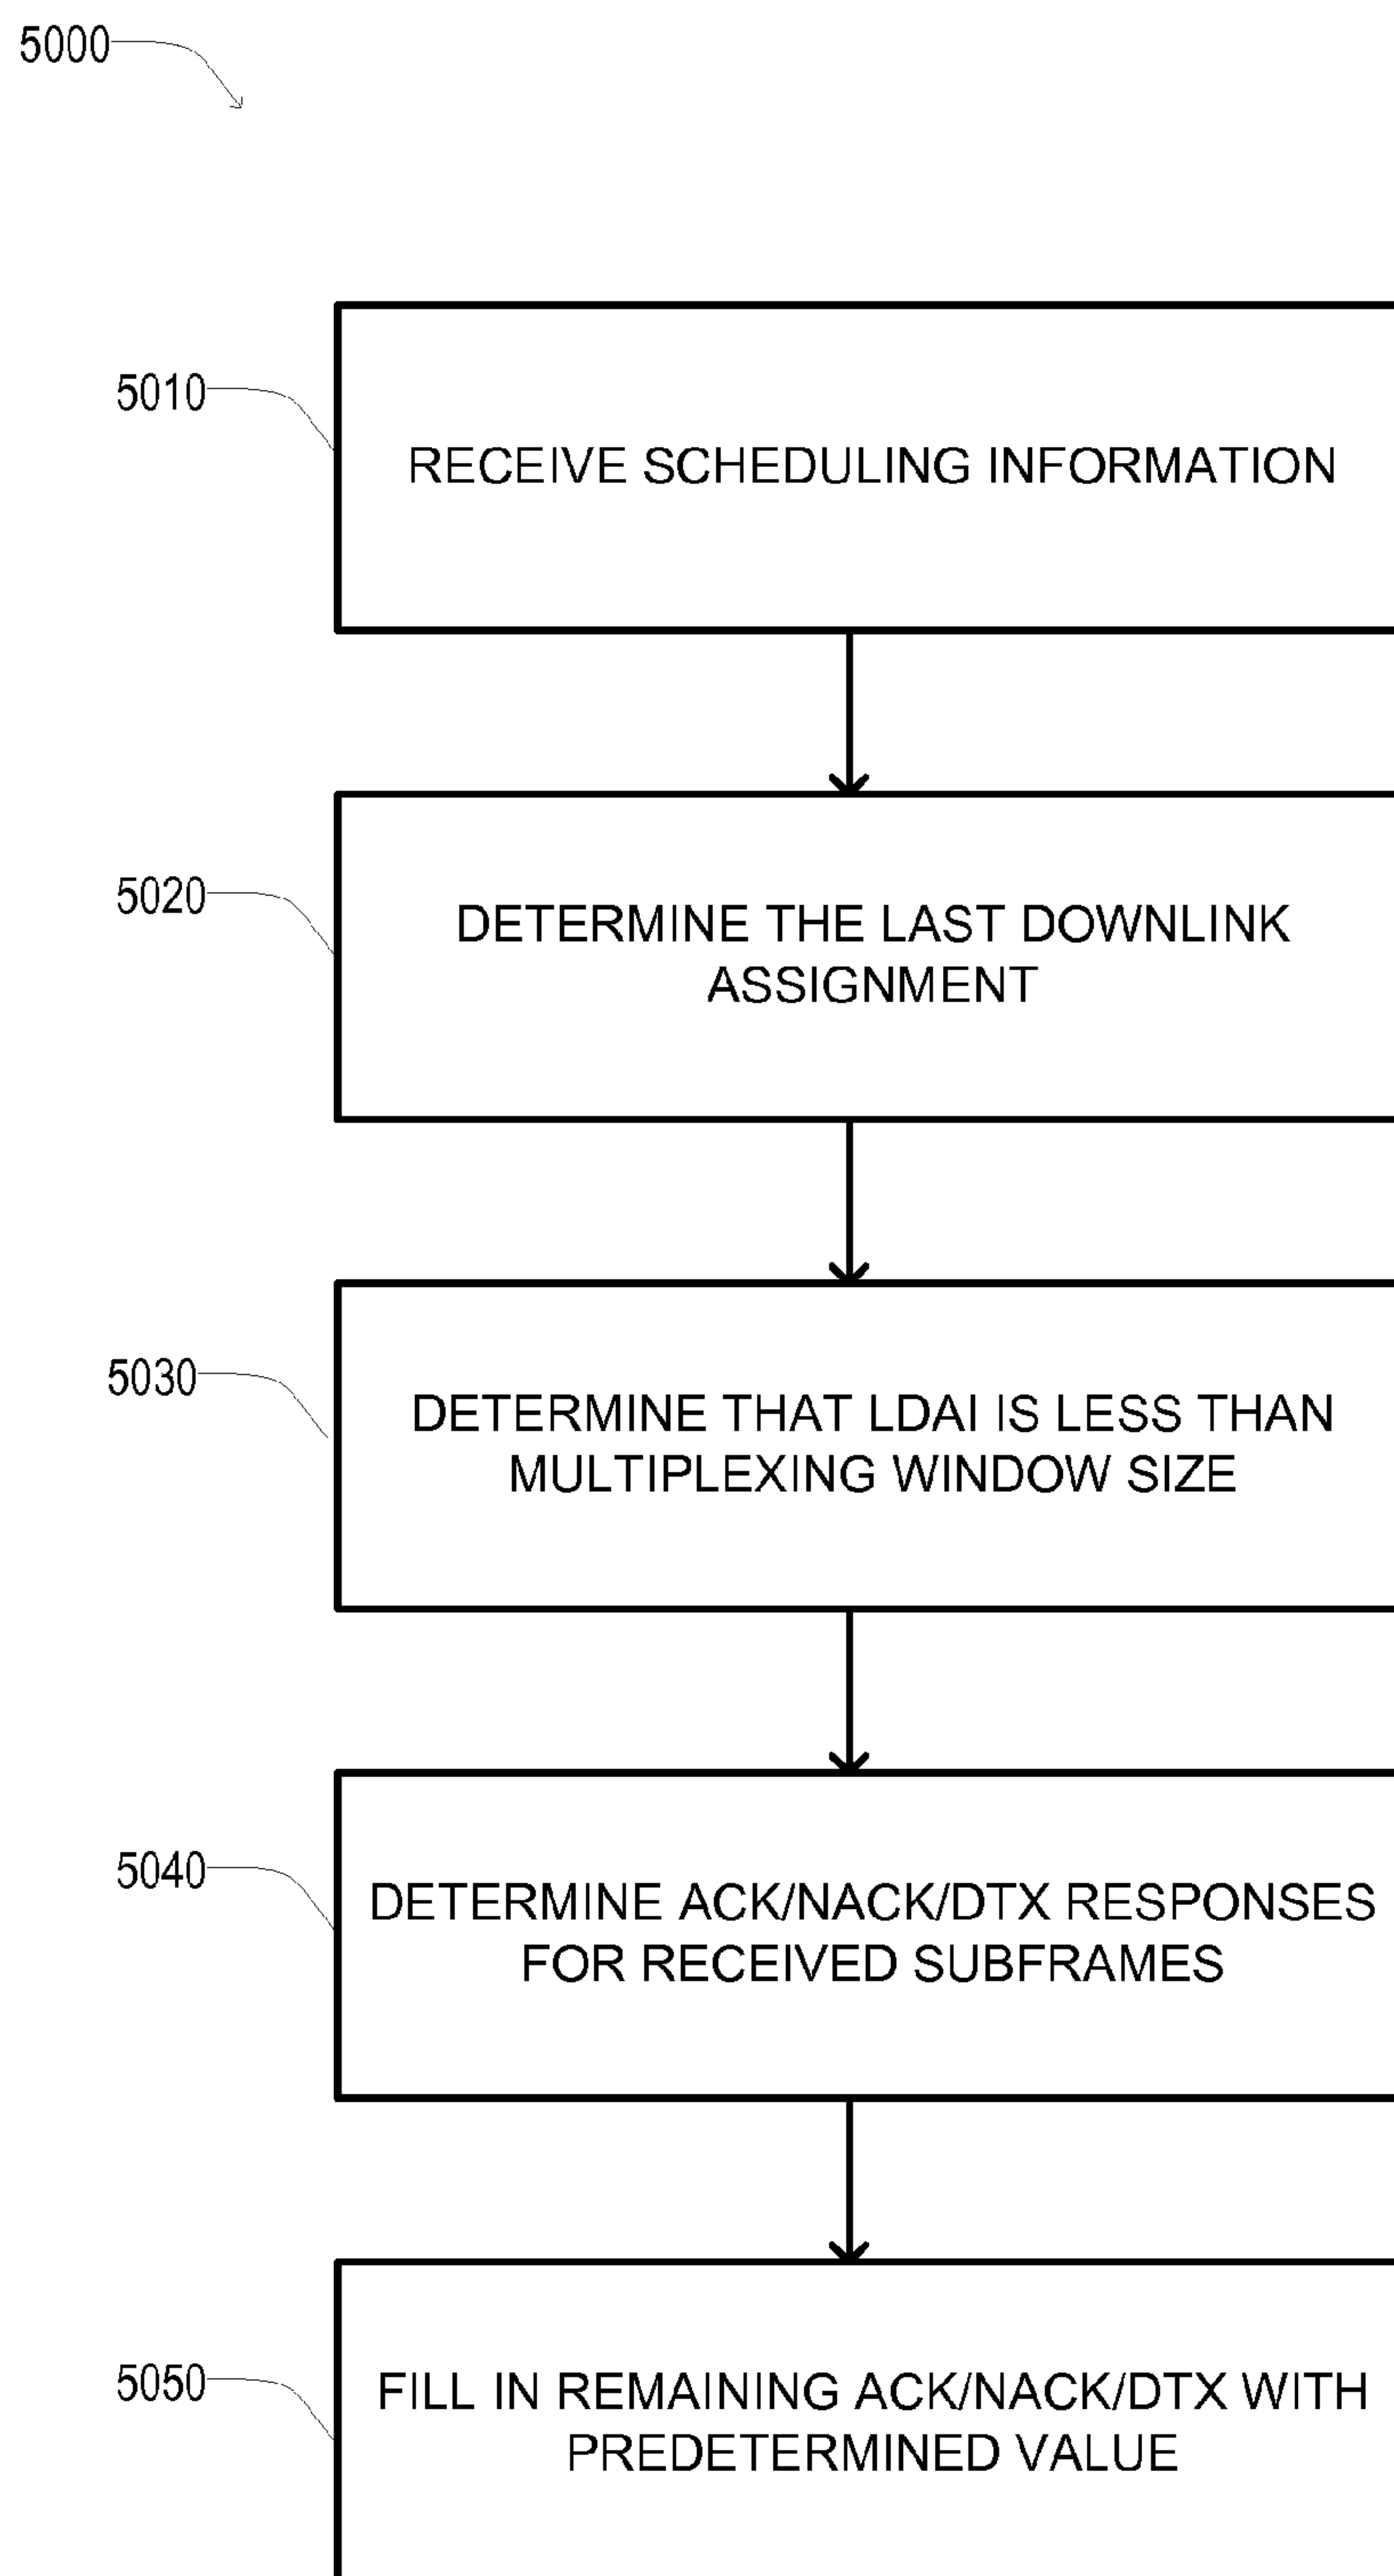 5000
5010
RECEIVE SCHEDULING INFORMATION
5020
DETERMINE THE LAST DOWNLINK
ASSIGNMENT
5030
DETERMINE THAT LDAI IS LESS THAN
MULTIPLEXING WINDOW SIZE
5040
DETERMINE ACK/NACK/DTX RESPONSES
FOR RECEIVED SUBFRAMES
5050
FILL IN REMAINING ACK/NACK/DTX WITH
PREDETERMINED VALUE